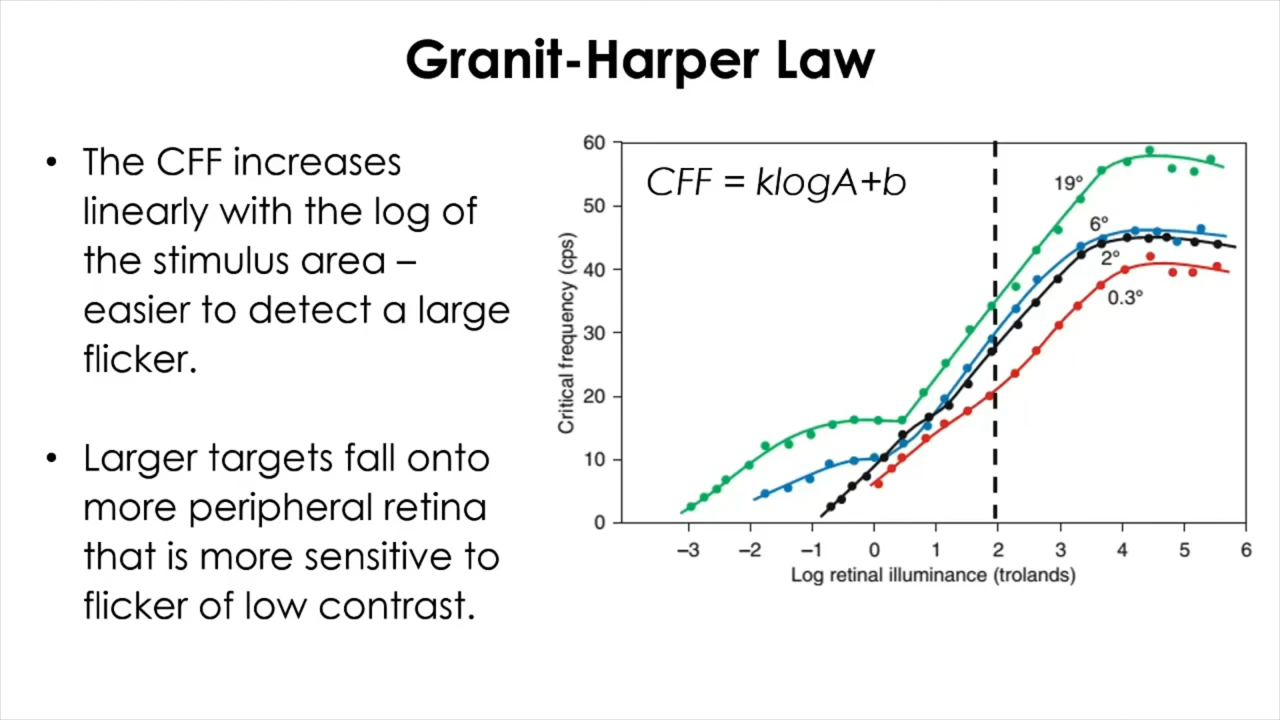 Granit-Harper Law
• The CFF increases
linearly with the log of
the stimulus area –
easier to detect a large
flicker.
• Larger targets fall onto
more peripheral retina
that is more sensitive to
flicker of low contrast.
CFF = klogA+b
Critical frequency (cps)
60
50
40
30
20
10
0
19°
6°
2°
0.3°
–3 –2 –1 0 1 2 3 4 5 6
Log retinal illuminance (trolands)